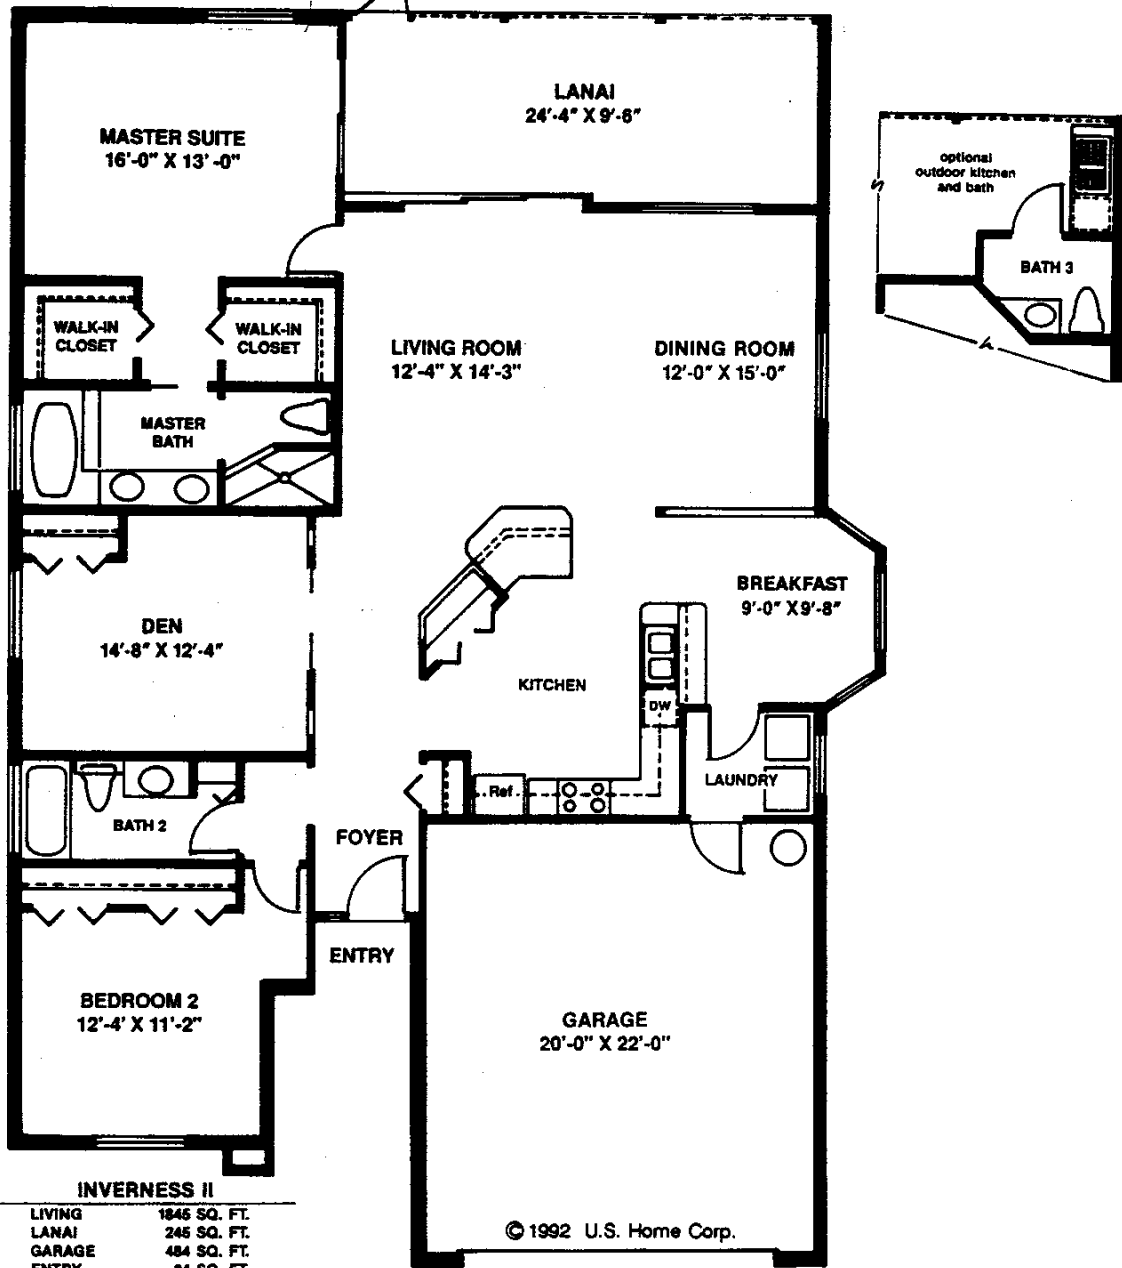 LANAI
24'-4" X 9'-6"
MASTER SUITE
16'-0" X 13'-0"
optional
outdoor kitchen
and bath
BATH 3
WALK-IN
CLOSET
WALK-IN
CLOSET
LIVING ROOM
12'-4" X 14'-3"
DINING ROOM
12'-0" X 15'-0"
MASTER
BATH
BREAKFAST
9'-0" X 9'-8"
DEN
14'-8" X 12'-4"
KITCHEN
DW
LAUNDRY
Ref
BATH 2
FOYER
ENTRY
BEDROOM 2
12'-4' X 11'-2"
GARAGE
20'-0" X 22'-0"
INVERNESS II
LIVING 1845 SQ. FT.
LANAI 245 SQ. FT.
GARAGE 484 SQ. FT.
ENTRY SQ. FT.
© 1992 U.S. Home Corp.